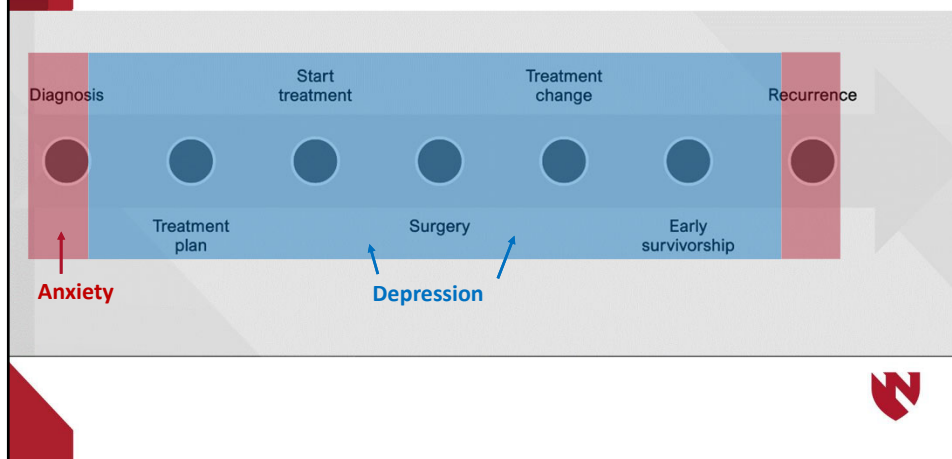 Diagnosis
Start
treatment
Treatment
change
Recurrence
Treatment
plan
Surgery
Early
survivorship
Anxiety
Depression